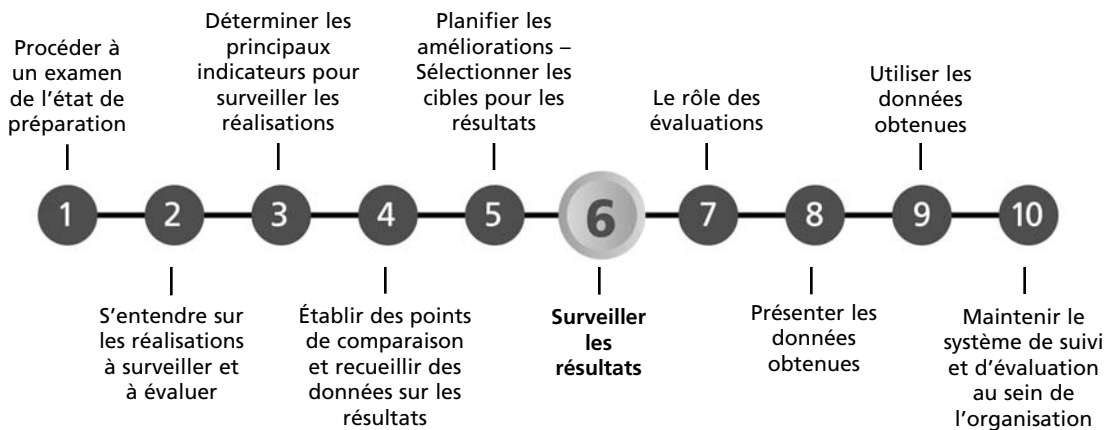 Procéder à
un examen
de l'état de
préparation
Déterminer les
principaux
indicateurs pour
surveiller les
réalisations
Planifier les
améliorations –
Sélectionner les
cibles pour les
résultats
Le rôle des
évaluations
Utiliser les
données
obtenues
1
2
3
4
5
6
7
8
9
10
S'entendre sur
les réalisations
à surveiller et
à évaluer
Établir des points
de comparaison
et recueillir des
données sur les
résultats
Surveiller
les
résultats
Présenter les
données
obtenues
Maintenir le
système de suivi
et d'évaluation
au sein de
l'organisation